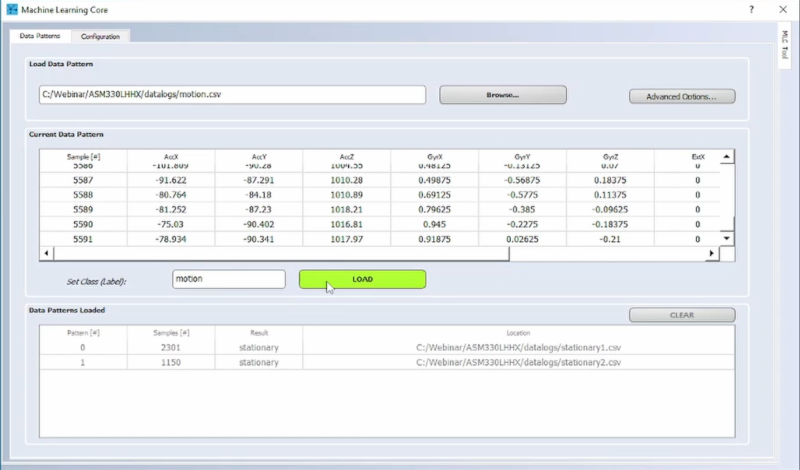 Machine Learning Core
Data Patterns Configuration
MLC Tool
Load Data Pattern
C:/Webinar/ASM330LHHX/datalogs/motion.csv Browse... Advanced Options...
Current Data Pattern
Sample [#] AccX AccY AccZ GyrX GyrY GyrZ ExtX
5586 -101.809 -90.28 1004.55 0.48125 -0.13125 0.07 0
5587 -91.622 -87.291 1010.28 0.49875 -0.56875 0.18375 0
5588 -80.764 -84.18 1010.89 0.69125 -0.5775 0.11375 0
5589 -81.252 -87.23 1018.21 0.79625 -0.385 -0.09625 0
5590 -75.03 -90.402 1016.81 0.945 -0.2275 -0.18375 0
5591 -78.934 -90.341 1017.97 0.91875 0.02625 -0.21 0
Set Class (Label): motion LOAD
Data Patterns Loaded CLEAR
Pattern [#] Samples [#] Result Location
0 2301 stationary C:/Webinar/ASM330LHHX/datalogs/stationary1.csv
1 1150 stationary C:/Webinar/ASM330LHHX/datalogs/stationary2.csv